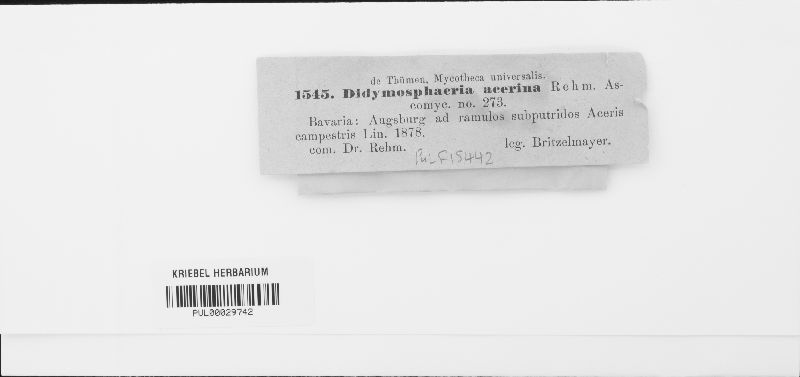 de Thümen, Mycotheca universalis.
1545. Didymosphaeria acerina Rehm. As-
comyc. no. 273.
Bavaria: Augsburg ad ramulos subputridos Aceris
campestris Lin. 1878.
com. Dr. Rehm.
leg. Britzelmayer.
PUL F15442
KRIEBEL HERBARIUM
PUL00029742